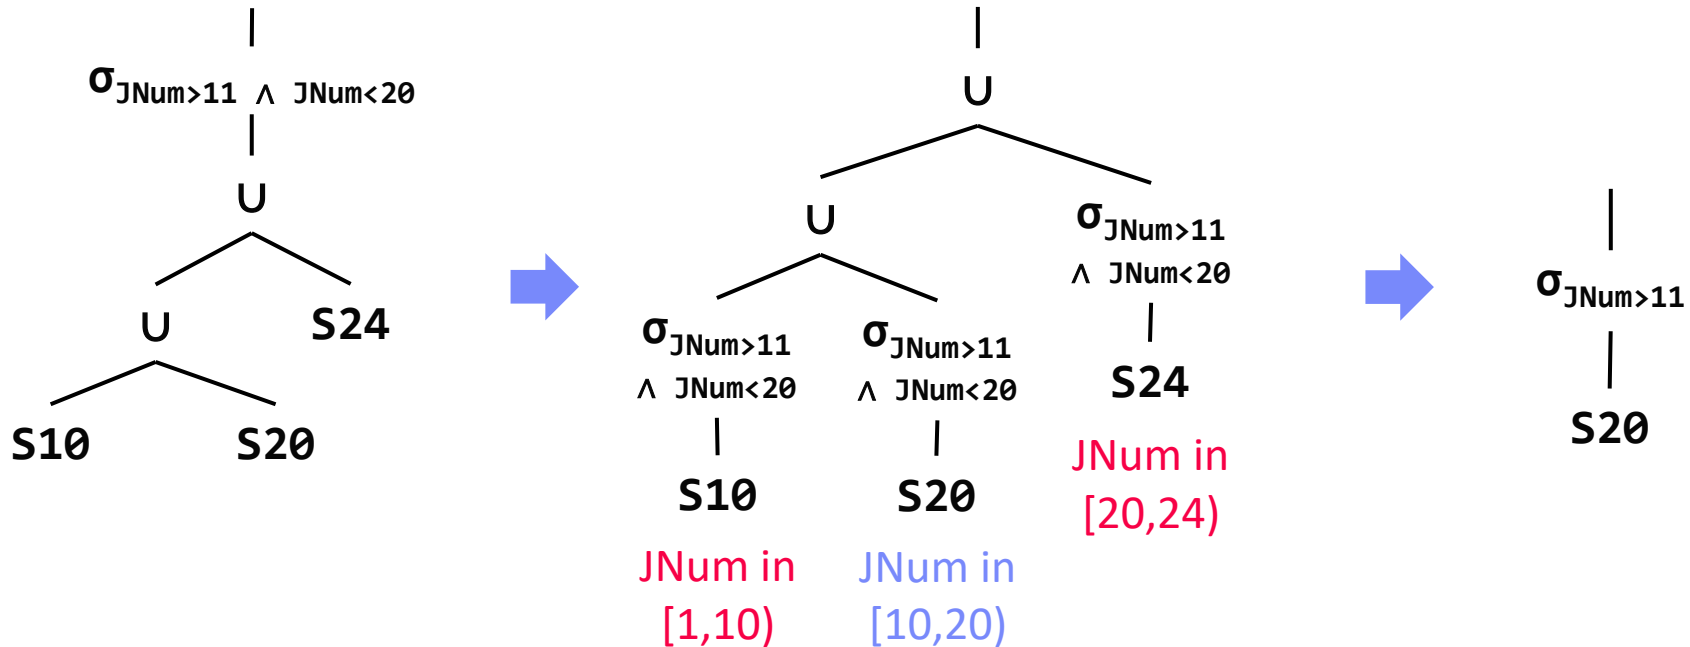 σJNum>11 ∧ JNum<20
∪
∪
S24
S10
S20
∪
∪
σJNum>11
∧ JNum<20
S24
JNum in
[20,24)
σJNum>11
∧ JNum<20
S10
JNum in
[1,10)
σJNum>11
∧ JNum<20
S20
JNum in
[10,20)
σJNum>11
S20